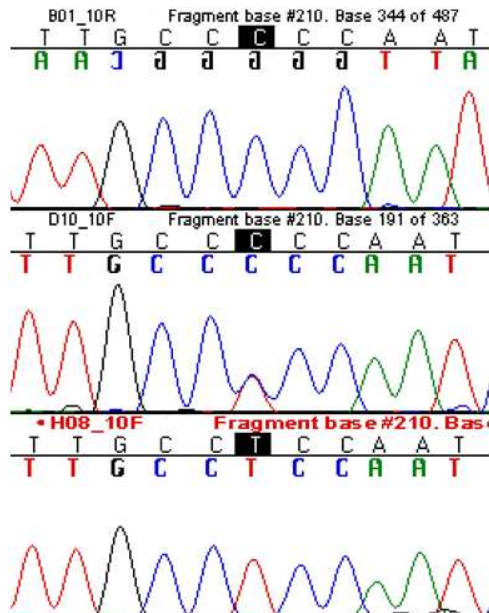 B01_10R Fragment base #210. Base 344 of 487
T T G C C C C C A A T
A A C G G G G G T T A
D10_10F Fragment base #210. Base 191 of 363
T T G C C C C C A A T
T T G C C C C C A A T
H08_10F Fragment base #210. Bas
T T G C C T C C A A T
T T G C C T C C A A T